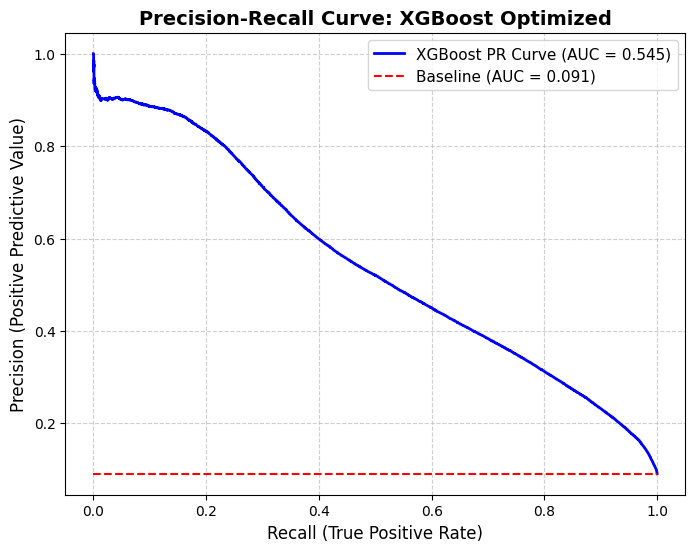 Precision-Recall Curve: XGBoost Optimized
XGBoost PR Curve (AUC = 0.545)
Baseline (AUC = 0.091)
Precision (Positive Predictive Value)
1.0
0.8
0.6
0.4
0.2
0.0
0.2
0.4
0.6
0.8
1.0
Recall (True Positive Rate)